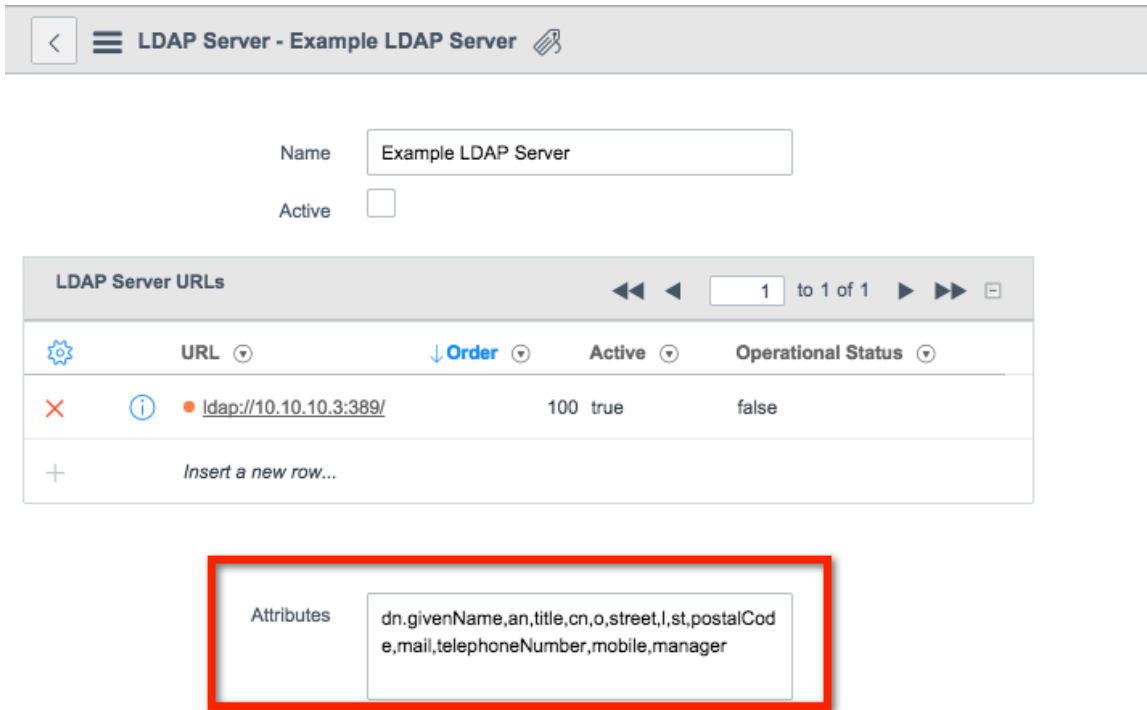 LDAP Server - Example LDAP Server
Name Example LDAP Server
Active
LDAP Server URLs 1 to 1 of 1
URL Order Active Operational Status
ldap://10.10.10.3:389/ 100 true false
Insert a new row...
Attributes dn.givenName,an,title,cn,o,street,l,st,postalCod
e,mail,telephoneNumber,mobile,manager